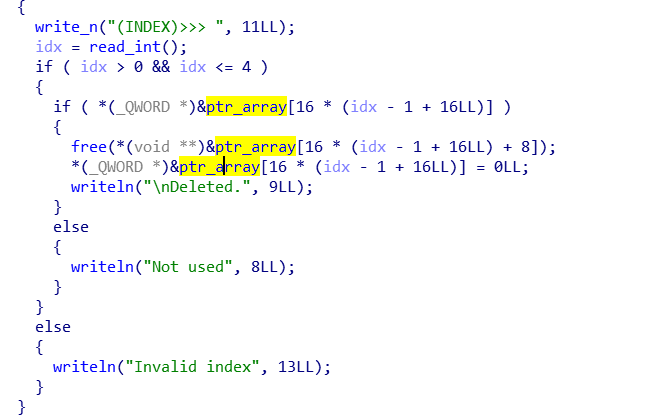 {
write_n("(INDEX)>>> ", 11LL);
idx = read_int();
if ( idx > 0 && idx <= 4 )
{
if ( *(_QWORD *)&ptr_array[16 * (idx - 1 + 16LL)] )
{
free(*(void **)&ptr_array[16 * (idx - 1 + 16LL) + 8]);
*(_QWORD *)&ptr_array[16 * (idx - 1 + 16LL)] = 0LL;
writeln("\nDeleted.", 9LL);
}
else
{
writeln("Not used", 8LL);
}
}
else
{
writeln("Invalid index", 13LL);
}
}